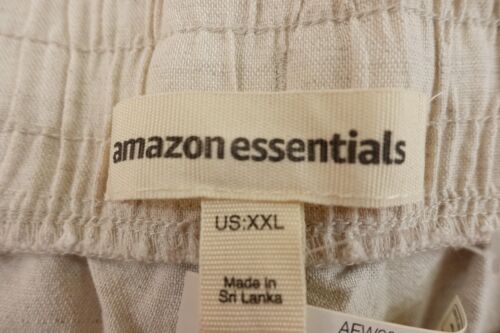 amazon essentials
US:XXL
Made in
Sri Lanka